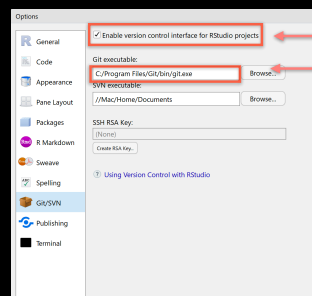 Options
General
Code
Appearance
Pane Layout
Packages
R Markdown
Sweave
Spelling
Git/SVN
Publishing
Terminal
Enable version control interface for RStudio projects
Git executable:
C:/Program Files/Git/bin/git.exe
Browse...
SVN executable:
//Mac/Home/Documents
Browse...
SSH RSA Key:
(None)
Create RSA Key...
Using Version Control with RStudio